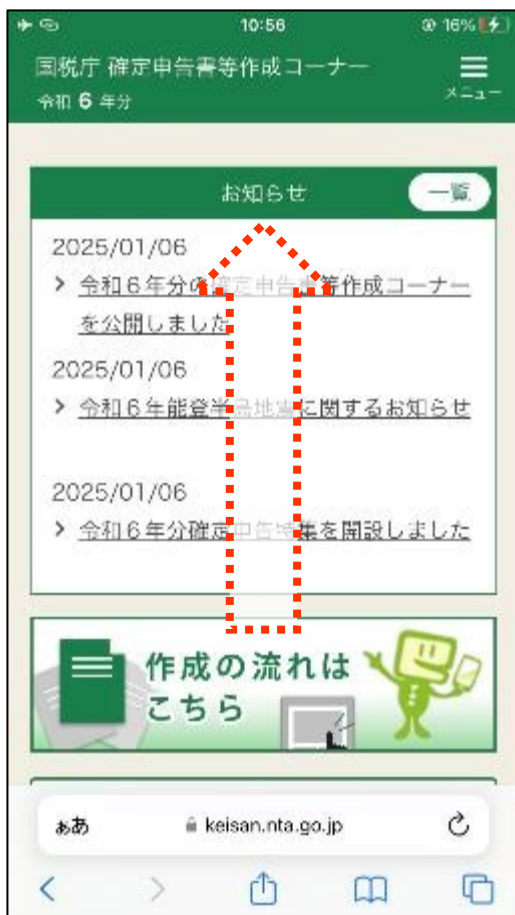 10:56
16%
国税庁 確定申告書等作成コーナー
令和 6 年分
メニュー
お知らせ
一覧
2025/01/06
令和6年分の確定申告書等作成コーナー
を公開しました
2025/01/06
令和6年能登半島地震に関するお知らせ
2025/01/06
令和6年分確定申告特集を開設しました
作成の流れは
こちら
ぁあ
keisan.nta.go.jp